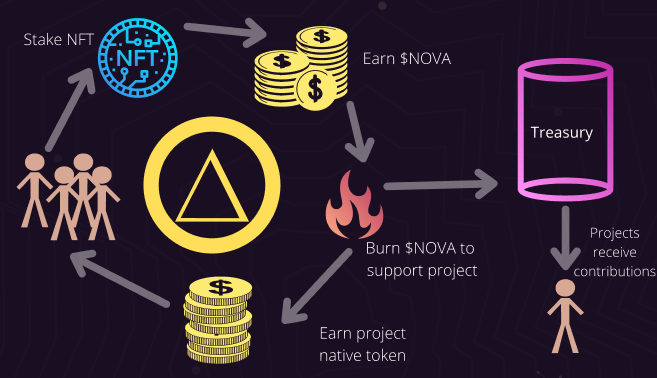 Stake NFT
NFT
Earn $NOVA
Treasury
Burn $NOVA to
support project
Projects
receive
contributions
Earn project
native token